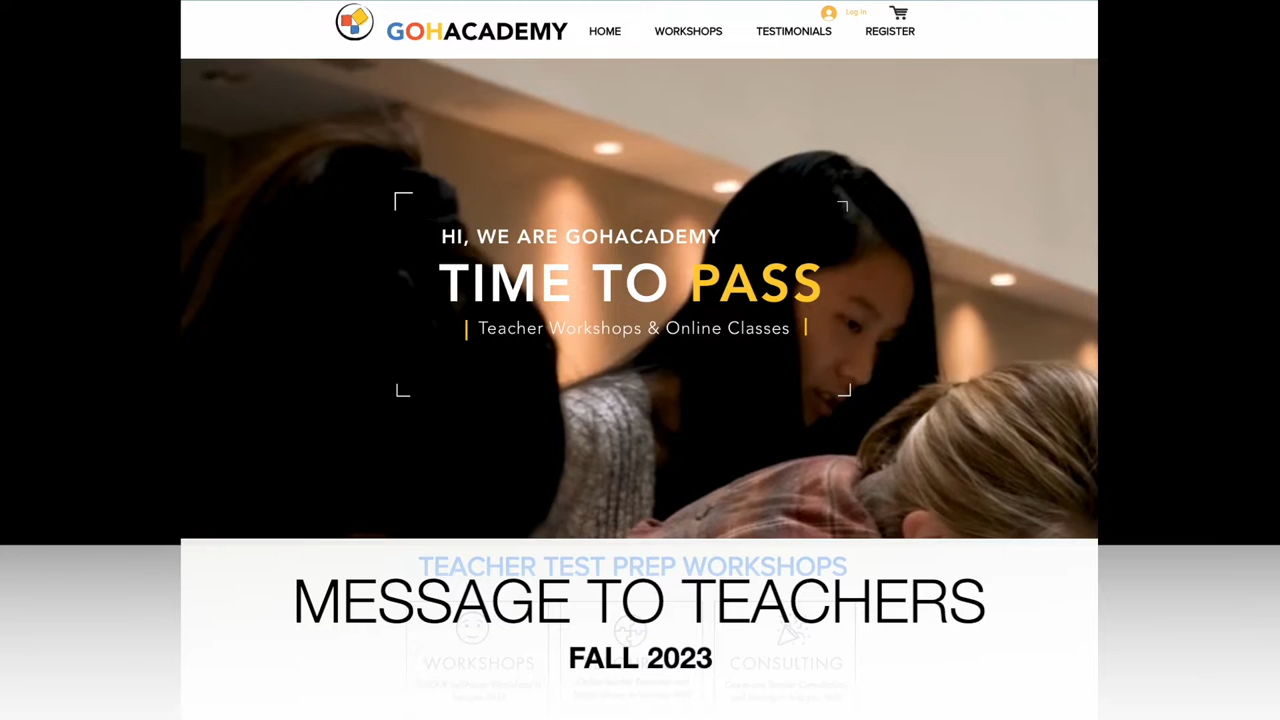 Log in
GOHACADEMY
HOME
WORKSHOPS
TESTIMONIALS
REGISTER
HI, WE ARE GOHACADEMY
TIME TO PASS
Teacher Workshops & Online Classes
TEACHER TEST PREP WORKSHOPS
MESSAGE TO TEACHERS
FALL 2023
WORKSHOPS
CONSULTING